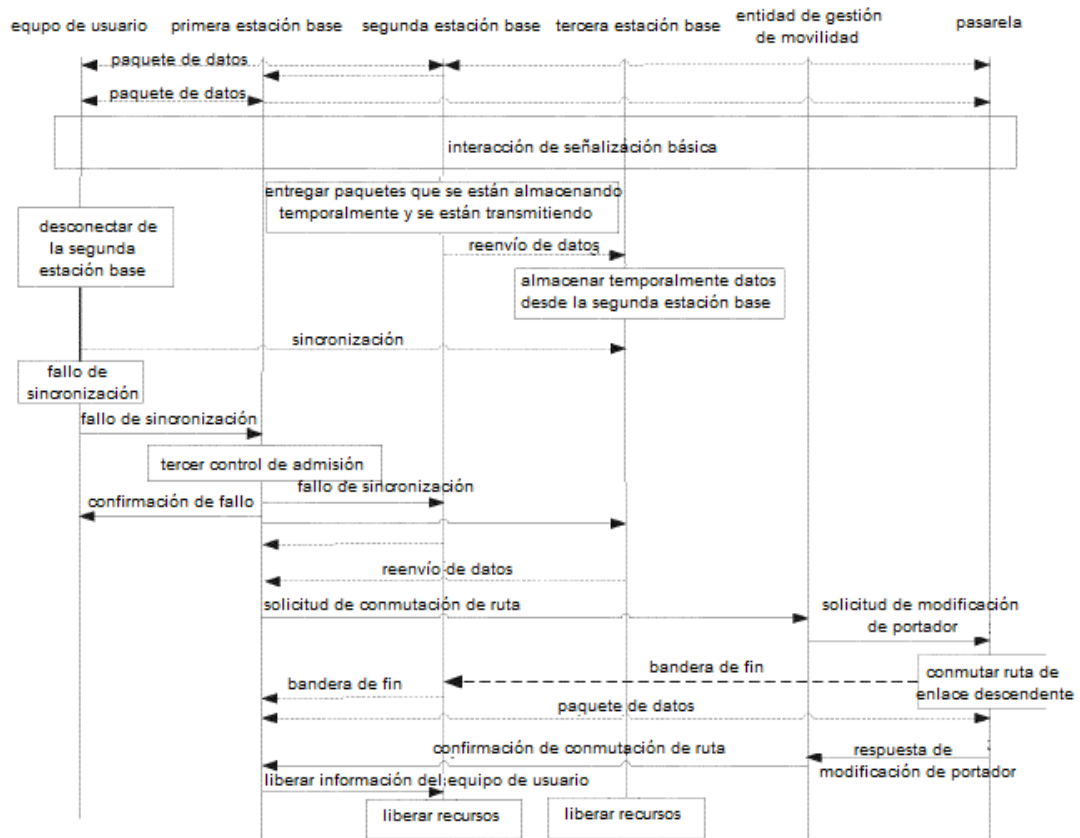 equpo de usuario
primera estación base
segunda estación base
tercera estación base
entidad de gestión
de movilidad
pasarela
paquete de datos
paquete de datos
interacción de señalización básica
entregar paquetes que se están almacenando
temporalmente y se están transmitiendo
desconectar de
la segunda
estación base
reenvío de datos
almacenar temporalmente datos
desde la segunda estación base
sincronización
fallo de
sincronización
fallo de sincronización
tercer control de admisión
fallo de sincronización
confirmación de fallo
reenvío de datos
solicitud de conmutación de ruta
solicitud de modificación
de portador
bandera de fin
conmutar ruta de
enlace descendente
bandera de fin
paquete de datos
confirmación de conmutación de ruta
respuesta de
modificación de portador
liberar información del equipo de usuario
liberar recursos
liberar recursos